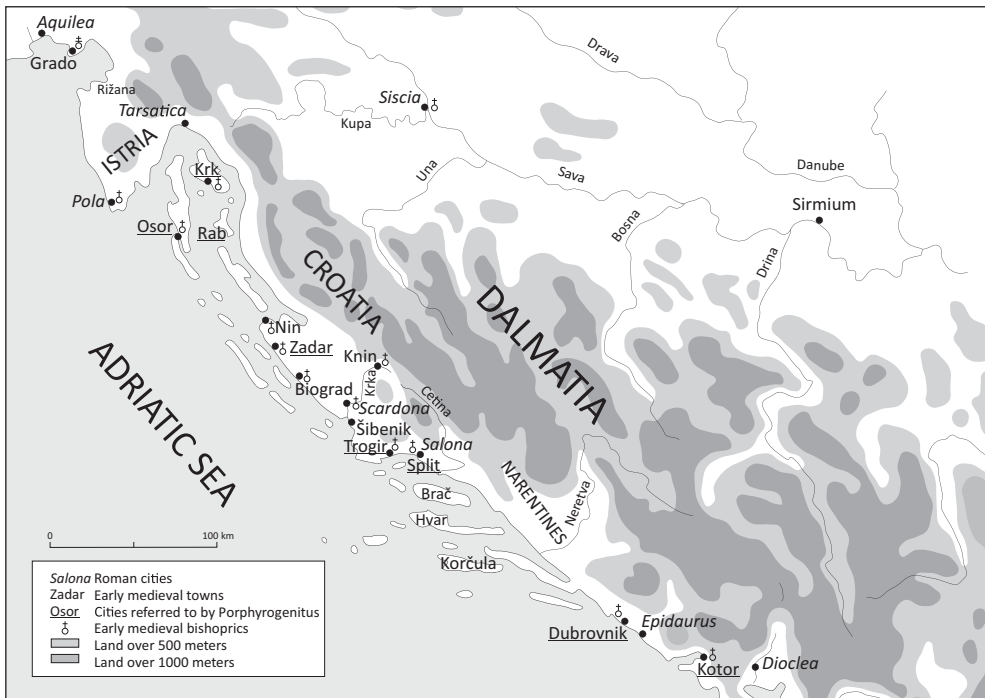 Aquilea
Grado
Rižana
Tarsatica
ISTRIA
Pola
Krk
Osor
Rab
Siscia
Kupa
Drava
Una
Sava
Danube
Sirmium
Bosna
Drina
CROATIA
DALMATIA
ADRIATIC SEA
Nin
Zadar
Biograd
Knin
Krka
Cetina
Scardona
Šibenik
Trogir
Salona
Split
Brač
Hvar
Korčula
NARENTINES
Neretva
Dubrovnik
Epidaurus
Kotor
Dioclea
0 100 km
Salona Roman cities
Zadar Early medieval towns
Osor Cities referred to by Porphyrogenitus
Early medieval bishoprics
Land over 500 meters
Land over 1000 meters